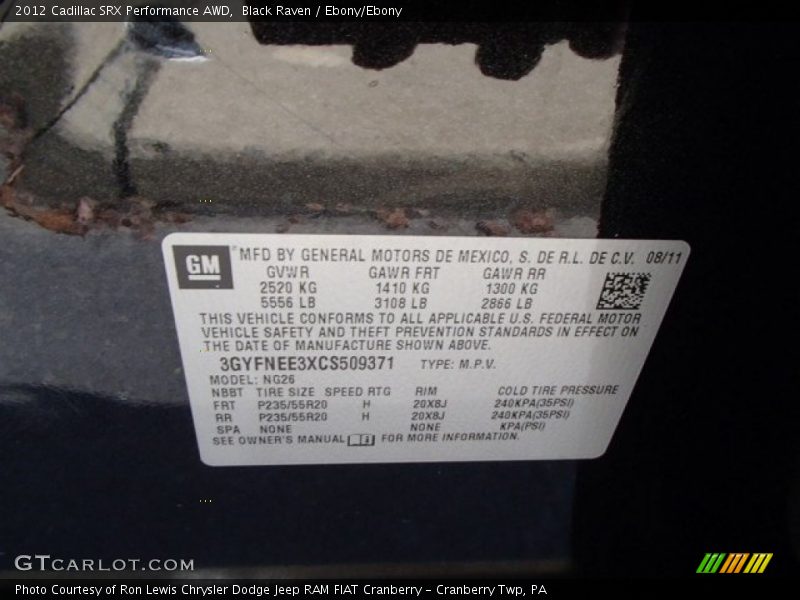 2012 Cadillac SRX Performance AWD, Black Raven / Ebony/Ebony
GM
MFD BY GENERAL MOTORS DE MEXICO, S. DE R.L. DE C.V. 08/11
GVWR GAWR FRT GAWR RR
2520 KG 1410 KG 1300 KG
5556 LB 3108 LB 2866 LB
THIS VEHICLE CONFORMS TO ALL APPLICABLE U.S. FEDERAL MOTOR
VEHICLE SAFETY AND THEFT PREVENTION STANDARDS IN EFFECT ON
THE DATE OF MANUFACTURE SHOWN ABOVE.
3GYFNEE3XCS509371 TYPE: M.P.V.
MODEL: NG26
NBBT TIRE SIZE SPEED RTG RIM COLD TIRE PRESSURE
FRT P235/55R20 H 20X8J 240KPA(35PSI)
RR P235/55R20 H 20X8J 240KPA(35PSI)
SPA NONE NONE KPA(PSI)
SEE OWNER'S MANUAL FOR MORE INFORMATION.
GTCARLOT.COM
Photo Courtesy of Ron Lewis Chrysler Dodge Jeep RAM FIAT Cranberry - Cranberry Twp, PA